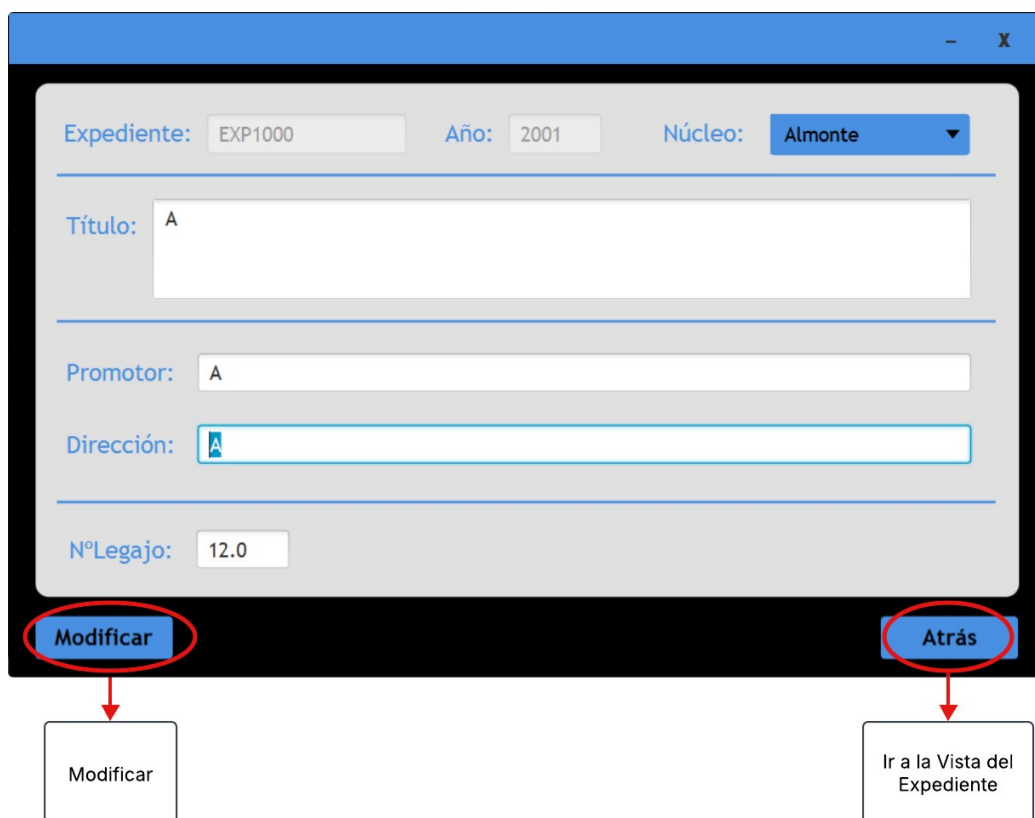 – X
Expediente: EXP1000 Año: 2001 Núcleo: Almonte
Título: A
Promotor: A
Dirección: A
NºLegajo: 12.0
Modificar Atrás
Modificar
Ir a la Vista del
Expediente